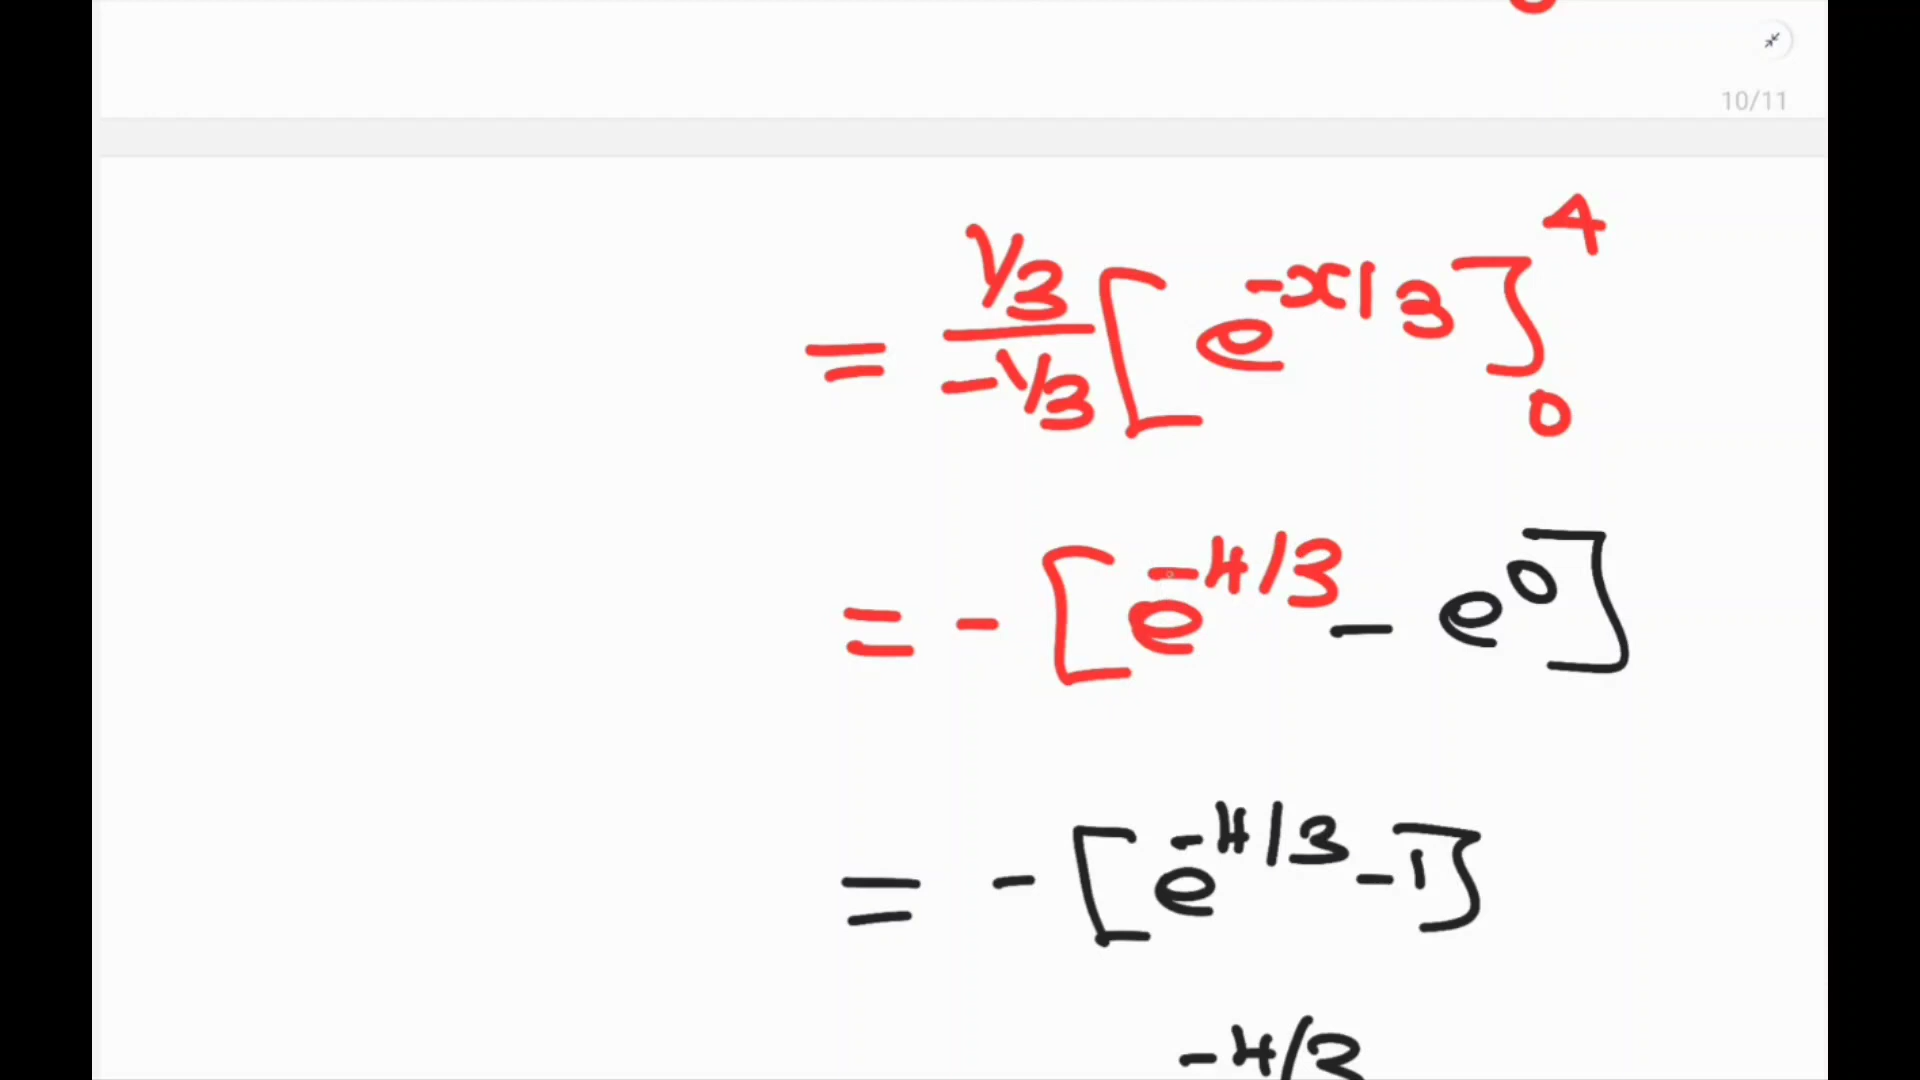 10/11
= (1/3)/(-1/3) [e^{-x/3}]_0^4
= - [e^{-4/3} - e^0]
= - [e^{-4/3} - 1]
-4/3